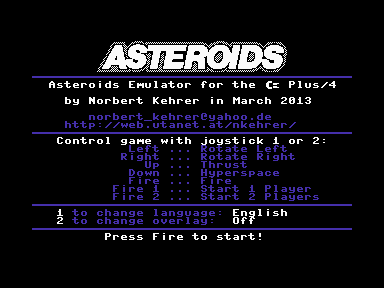 ASTEROIDS
Asteroids Emulator for the C= Plus/4
by Norbert Kehrer in March 2013
norbert_kehrer@yahoo.de
http://web.utanet.at/nkehrer/
Control game with joystick 1 or 2:
Left ... Rotate Left
Right ... Rotate Right
Up ... Thrust
Down ... Hyperspace
Fire ... Fire
Fire 1 ... Start 1 Player
Fire 2 ... Start 2 Players
1 to change language: English
2 to change overlay: Off
Press Fire to start!